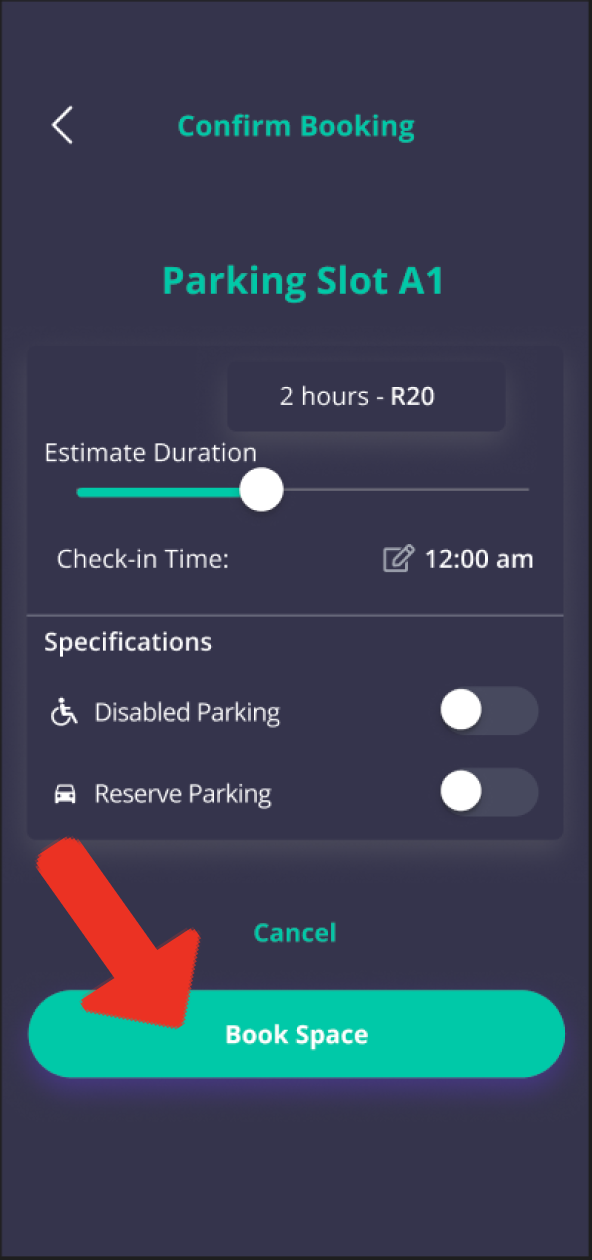 Confirm Booking
Parking Slot A1
2 hours - R20
Estimate Duration
Check-in Time: 12:00 am
Specifications
Disabled Parking
Reserve Parking
Cancel
Book Space